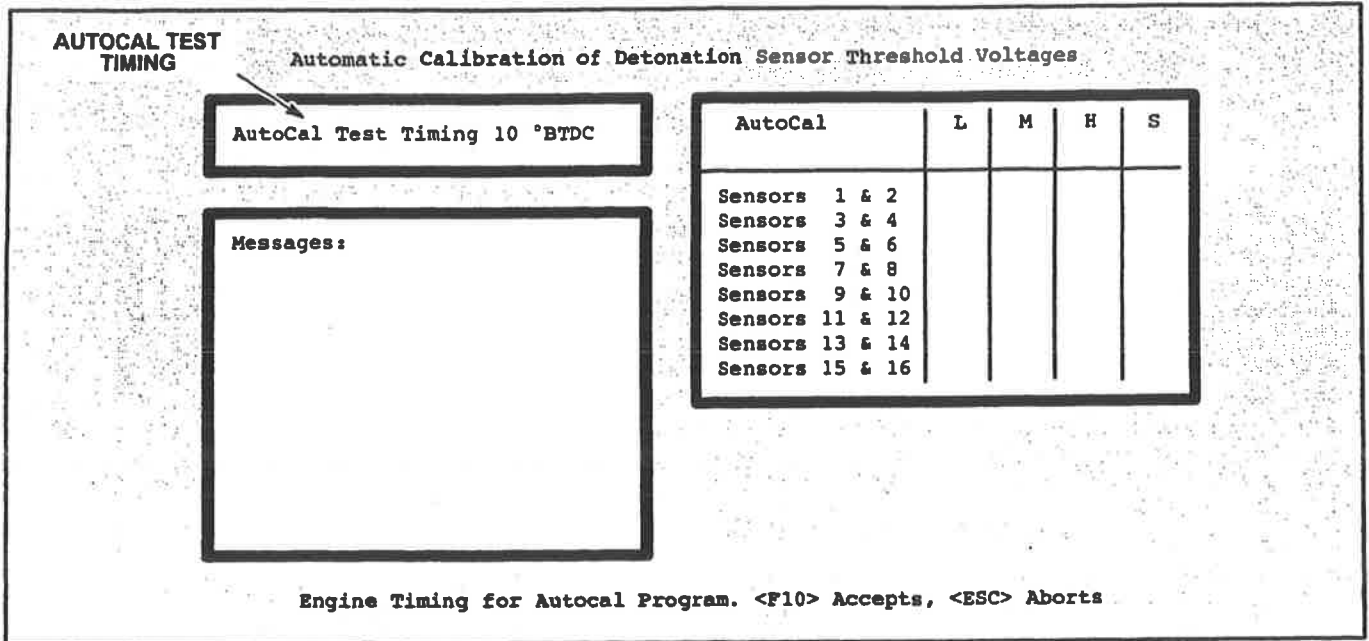 AUTOCAL TEST
TIMING
Automatic Calibration of Detonation Sensor Threshold Voltages
AutoCal Test Timing 10 °BTDC
Messages:
AutoCal L M H S
Sensors 1 & 2
Sensors 3 & 4
Sensors 5 & 6
Sensors 7 & 8
Sensors 9 & 10
Sensors 11 & 12
Sensors 13 & 14
Sensors 15 & 16
Engine Timing for Autocal Program. <F10> Accepts, <ESC> Aborts